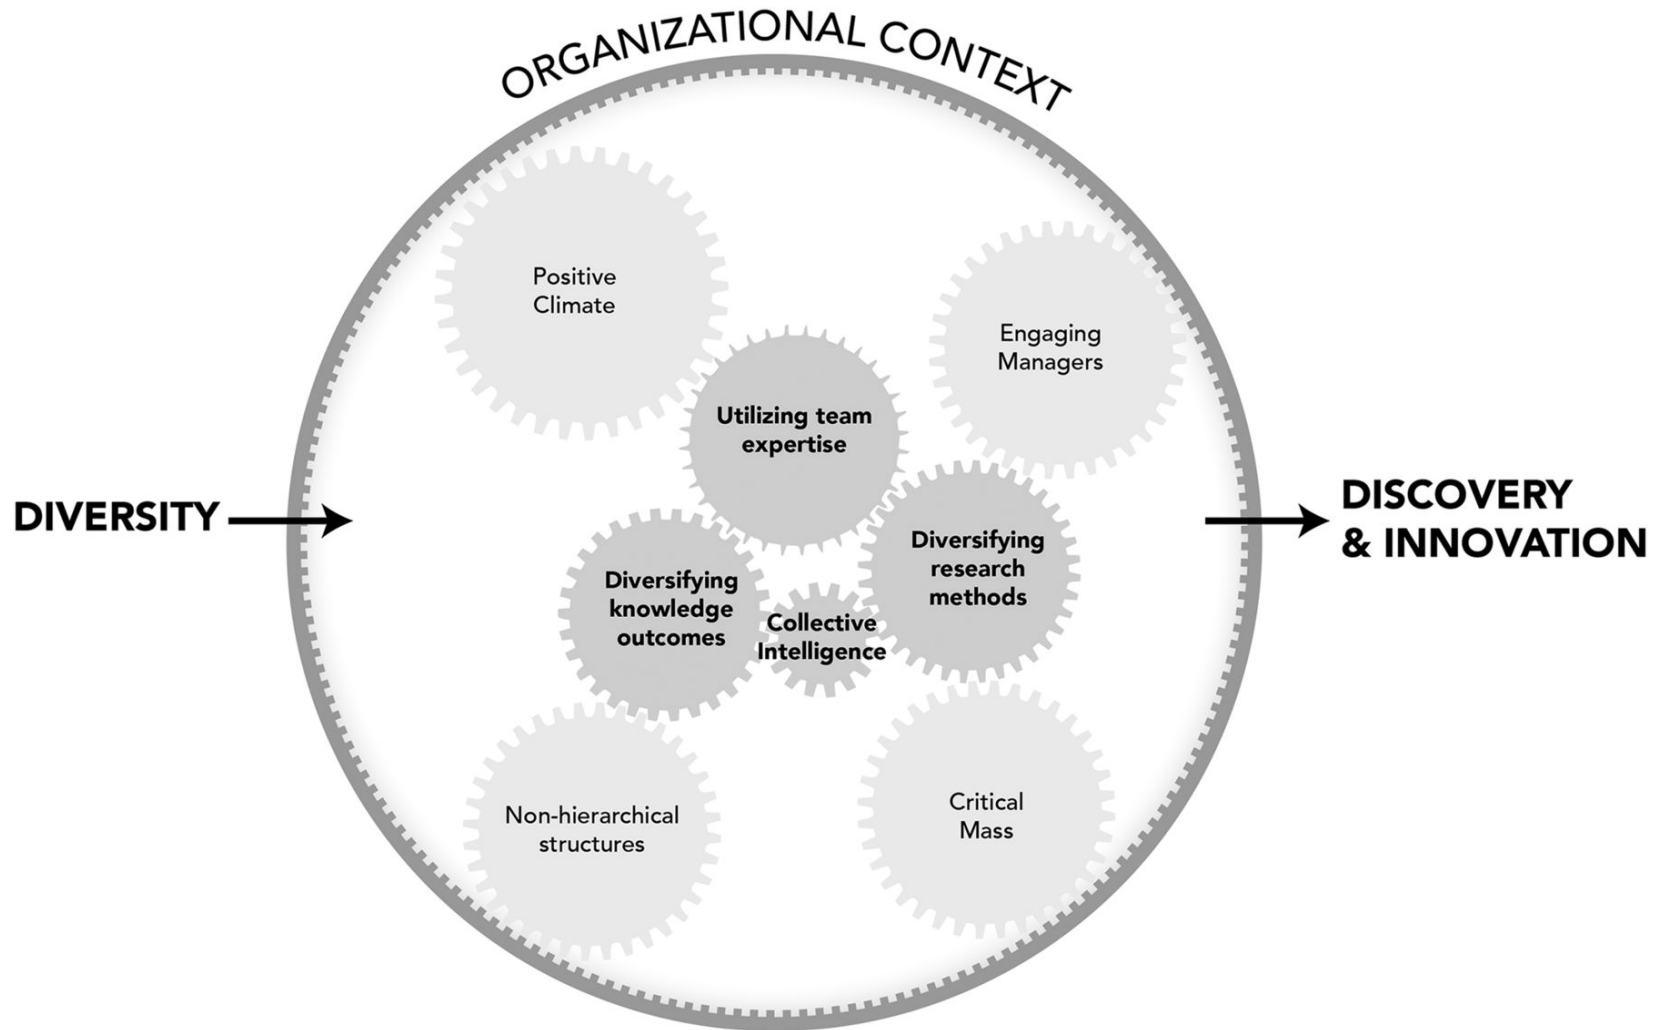 ORGANIZATIONAL CONTEXT
Positive
Climate
Engaging
Managers
Utilizing team
expertise
DIVERSITY
DISCOVERY
& INNOVATION
Diversifying
research
methods
Diversifying
knowledge
outcomes
Collective
Intelligence
Non-hierarchical
structures
Critical
Mass